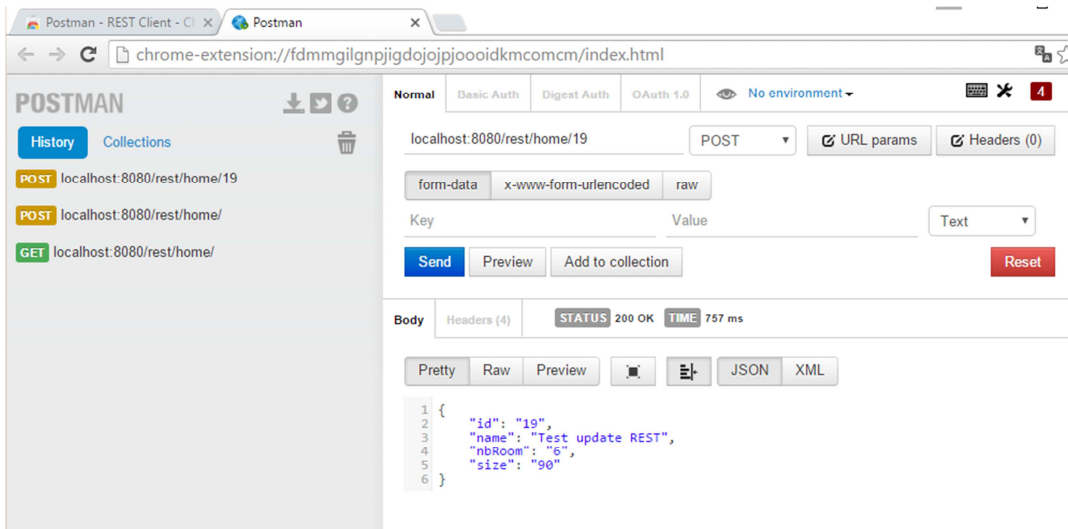 Postman - REST Client - C
Postman
chrome-extension://fdmmgilgnpjigdojojpjoooidkmcomcm/index.html
POSTMAN
Normal Basic Auth Digest Auth OAuth 1.0 No environment 4
History Collections
localhost:8080/rest/home/19 POST URL params Headers (0)
POST localhost:8080/rest/home/19
POST localhost:8080/rest/home/
GET localhost:8080/rest/home/
form-data x-www-form-urlencoded raw
Key Value Text
Send Preview Add to collection Reset
Body Headers (4) STATUS 200 OK TIME 757 ms
Pretty Raw Preview JSON XML
1 {
2 "id": "19",
3 "name": "Test update REST",
4 "nbRoom": "6",
5 "size": "90"
6 }